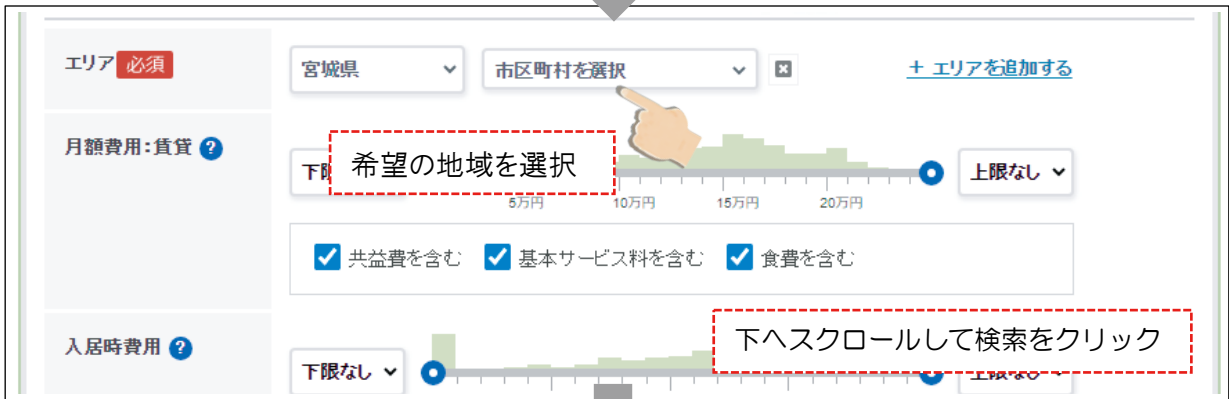 エリア 必須
宮城県
市区町村を選択
+ エリアを追加する
月額費用:賃貸 ?
希望の地域を選択
上限なし
5万円 10万円 15万円 20万円
共益費を含む 基本サービス料を含む 食費を含む
入居時費用 ?
下へスクロールして検索をクリック
下限なし